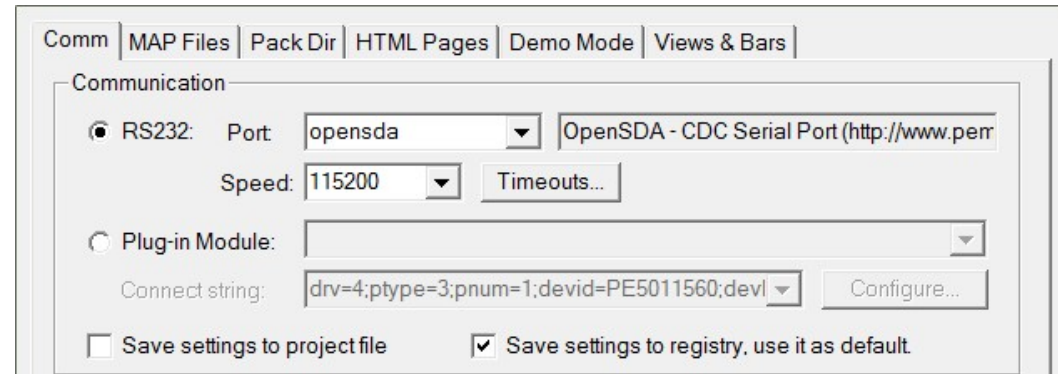 Comm MAP Files Pack Dir HTML Pages Demo Mode Views & Bars
Communication
RS232: Port: opensda OpenSDA - CDC Serial Port (http://www.pem
Speed: 115200 Timeouts...
Plug-in Module:
Connect string: drv=4;ptype=3;pnum=1;devid=PE5011560;devI Configure...
Save settings to project file Save settings to registry, use it as default.